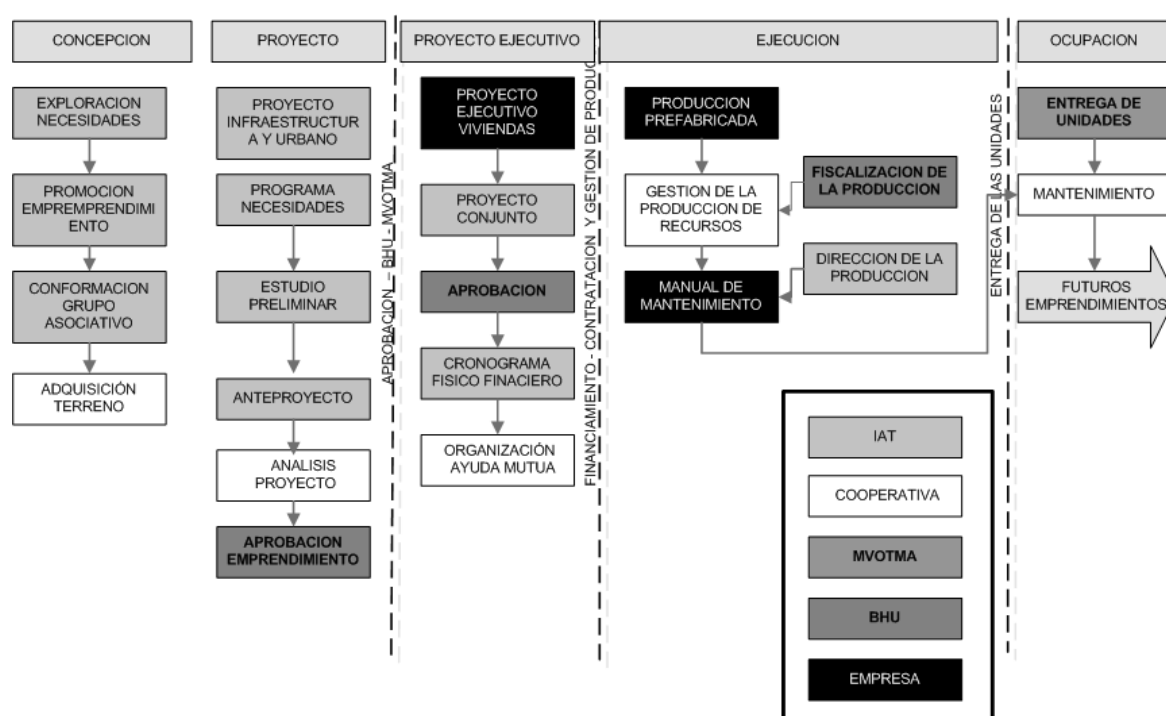 CONCEPCION
PROYECTO
PROYECTO EJECUTIVO
EJECUCION
OCUPACION
EXPLORACION
NECESIDADES
PROMOCION
EMPREMPRENDIMI
ENTO
CONFORMACION
GRUPO
ASOCIATIVO
ADQUISICIÓN
TERRENO
PROYECTO
INFRAESTRUCTUR
A Y URBANO
PROGRAMA
NECESIDADES
ESTUDIO
PRELIMINAR
ANTEPROYECTO
ANALISIS
PROYECTO
APROBACION
EMPRENDIMIENTO
APROBACION – BHU - MVOTMA
PROYECTO
EJECUTIVO
VIVIENDAS
PROYECTO
CONJUNTO
APROBACION
CRONOGRAMA
FISICO FINACIERO
ORGANIZACIÓN
AYUDA MUTUA
FINANCIAMIENTO - CONTRATACION Y GESTION DE PRODUC
PRODUCCION
PREFABRICADA
GESTION DE LA
PRODUCCION DE
RECURSOS
MANUAL DE
MANTENIMIENTO
FISCALIZACION DE
LA PRODUCCION
DIRECCION DE LA
PRODUCCION
ENTREGA DE LAS UNIDADES
ENTREGA DE
UNIDADES
MANTENIMIENTO
FUTUROS
EMPRENDIMIENTOS
IAT
COOPERATIVA
MVOTMA
BHU
EMPRESA